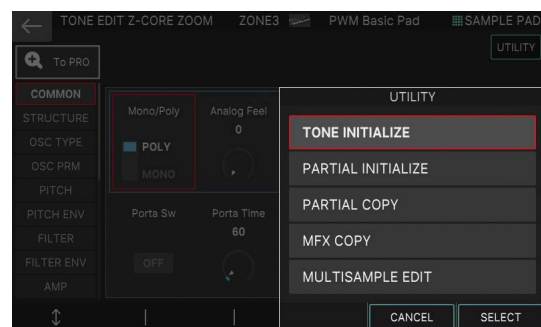 TONE EDIT Z-CORE ZOOM ZONE3 PWM Basic Pad SAMPLE PAD
UTILITY
To PRO
COMMON
STRUCTURE
OSC TYPE
OSC PRM
PITCH
PITCH ENV
FILTER
FILTER ENV
AMP
Mono/Poly
POLY
MONO
Analog Feel
0
Porta Sw
OFF
Porta Time
60
UTILITY
TONE INITIALIZE
PARTIAL INITIALIZE
PARTIAL COPY
MFX COPY
MULTISAMPLE EDIT
CANCEL SELECT